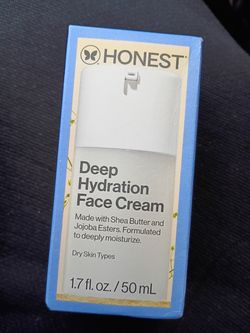 HONEST®
Deep
Hydration
Face Cream
Made with Shea Butter and
Jojoba Esters. Formulated
to deeply moisturize.
Dry Skin Types
1.7 fl. oz. / 50 mL